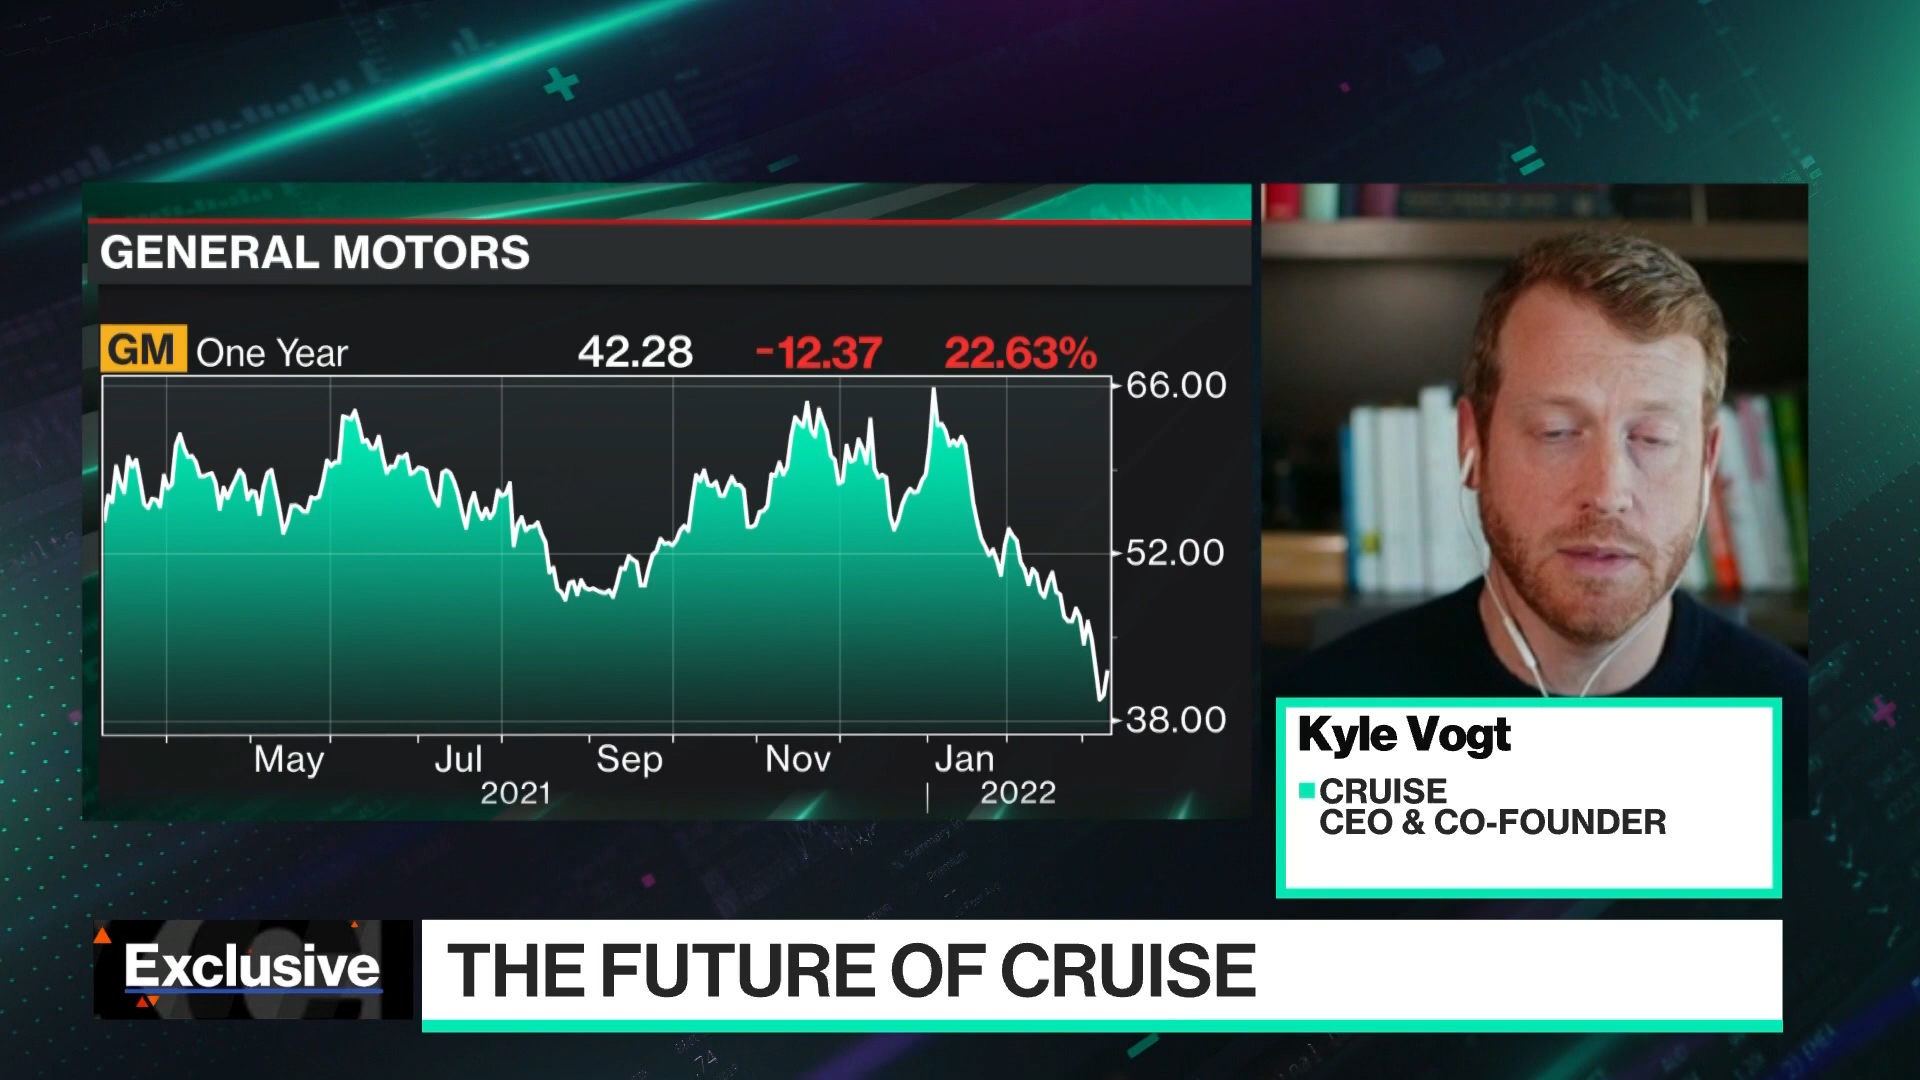 GENERAL MOTORS
GM One Year 42.28 -12.37 22.63%
66.00
52.00
38.00
May Jul Sep Nov Jan
2021 2022
Kyle Vogt
CRUISE
CEO & CO-FOUNDER
Exclusive
THE FUTURE OF CRUISE
74